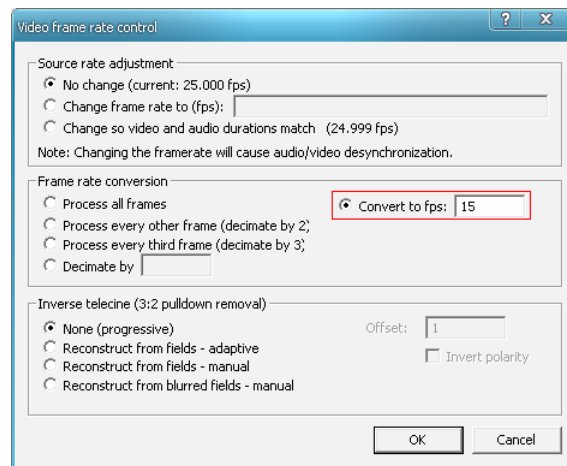 Video frame rate control
Source rate adjustment
No change (current: 25.000 fps)
Change frame rate to (fps):
Change so video and audio durations match (24.999 fps)
Note: Changing the framerate will cause audio/video desynchronization.
Frame rate conversion
Process all frames
Convert to fps: 15
Process every other frame (decimate by 2)
Process every third frame (decimate by 3)
Decimate by
Inverse telecine (3:2 pulldown removal)
None (progressive)
Offset: 1
Reconstruct from fields - adaptive
Invert polarity
Reconstruct from fields - manual
Reconstruct from blurred fields - manual
OK Cancel